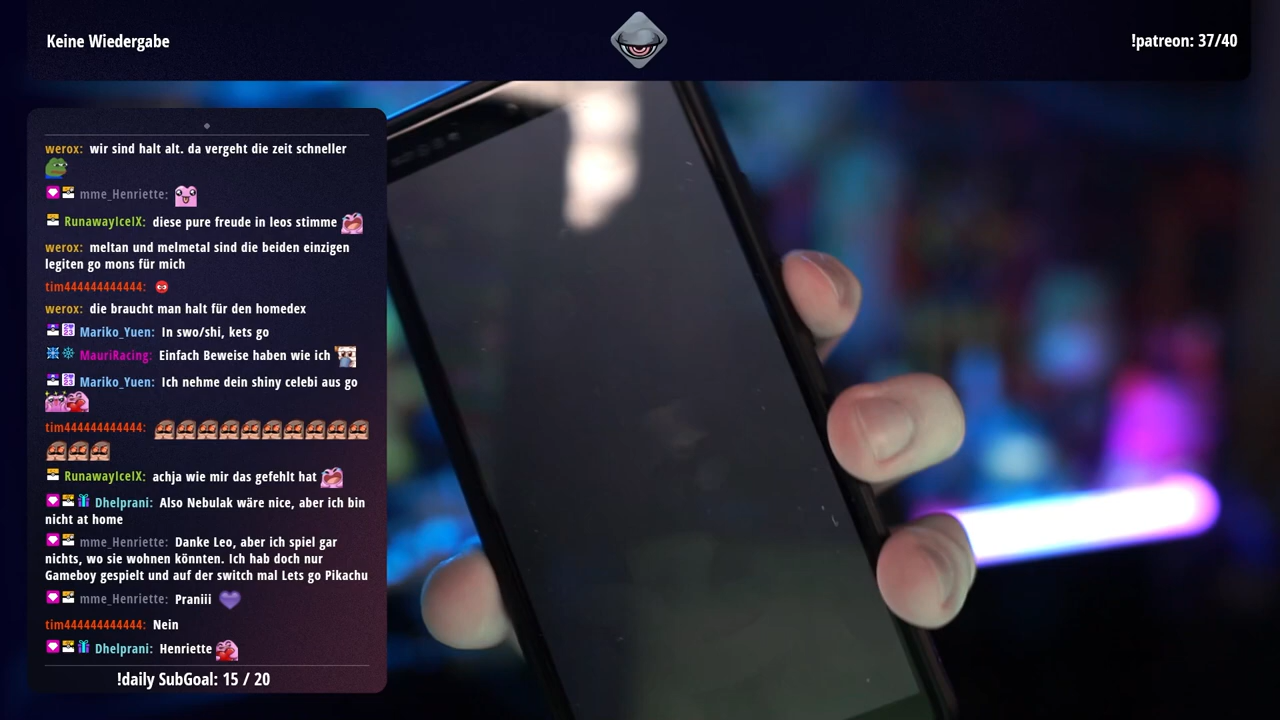 Keine Wiedergabe
!patreon: 37/40
werox: wir sind halt alt. da vergeht die zeit schneller
mme_Henriette:
RunawayIceIX: diese pure freude in leos stimme
werox: meltan und melmetal sind die beiden einzigen
legiten go mons für mich
tim444444444444:
werox: die braucht man halt für den homedex
Mariko_Yuen: In swo/shi, kets go
MauriRacing: Einfach Beweise haben wie ich
Mariko_Yuen: Ich nehme dein shiny celebi aus go
tim444444444444:
RunawayIceIX: achja wie mir das gefehlt hat
Dhelprani: Also Nebulak wäre nice, aber ich bin
nicht at home
mme_Henriette: Danke Leo, aber ich spiel gar
nichts, wo sie wohnen könnten. Ich hab doch nur
Gameboy gespielt und auf der switch mal Lets go Pikachu
mme_Henriette: Praniii
tim444444444444: Nein
Dhelprani: Henriette
!daily SubGoal: 15 / 20